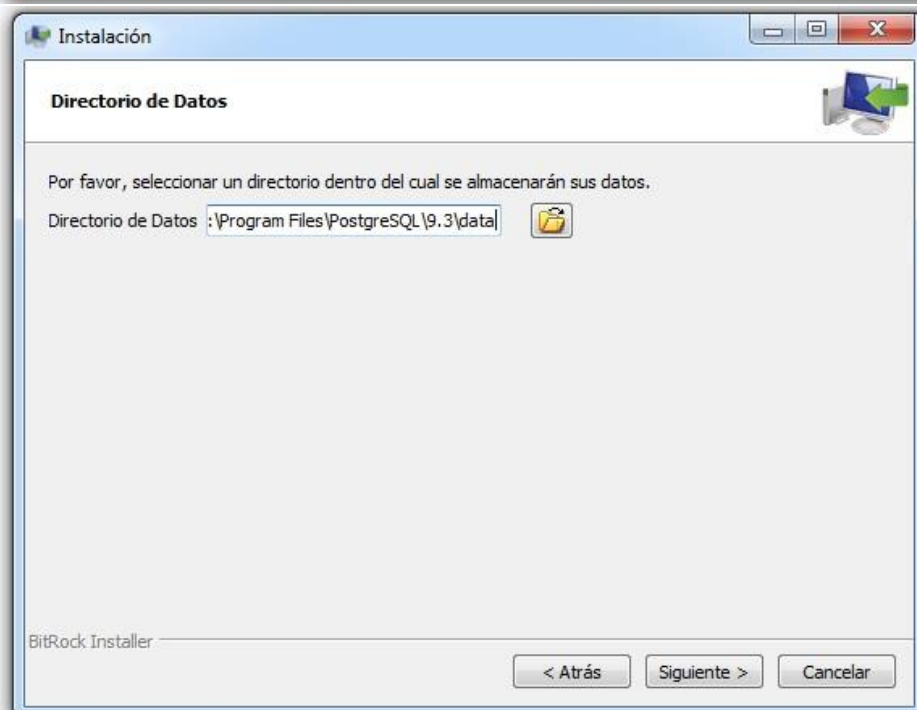 Instalación
Directorio de Datos
Por favor, seleccionar un directorio dentro del cual se almacenarán sus datos.
Directorio de Datos :\Program Files\PostgreSQL\9.3\data
BitRock Installer
< Atrás Siguiente > Cancelar